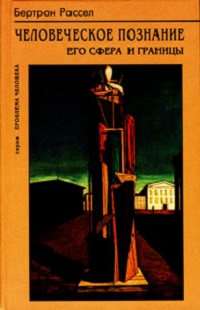 Бертран Рассел
ЧЕЛОВЕЧЕСКОЕ ПОЗНАНИЕ
ЕГО СФЕРА И ГРАНИЦЫ
серия ПРОБЛЕМА ЧЕЛОВЕКА